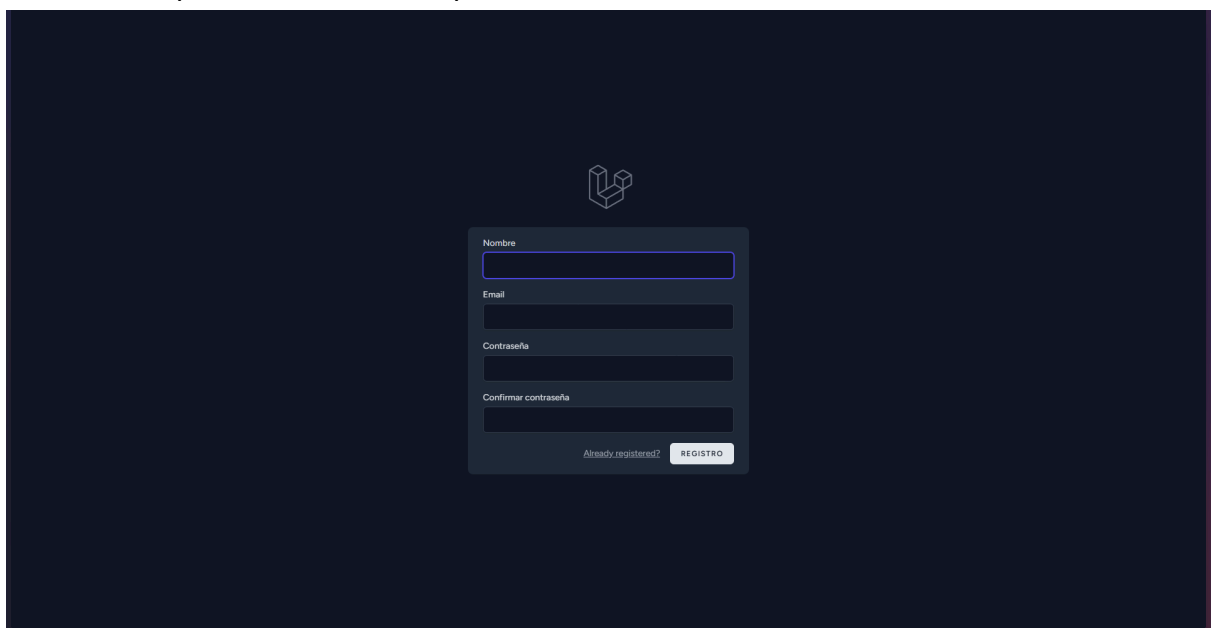 Nombre
Email
Contraseña
Confirmar contraseña
Already registered? REGISTRO